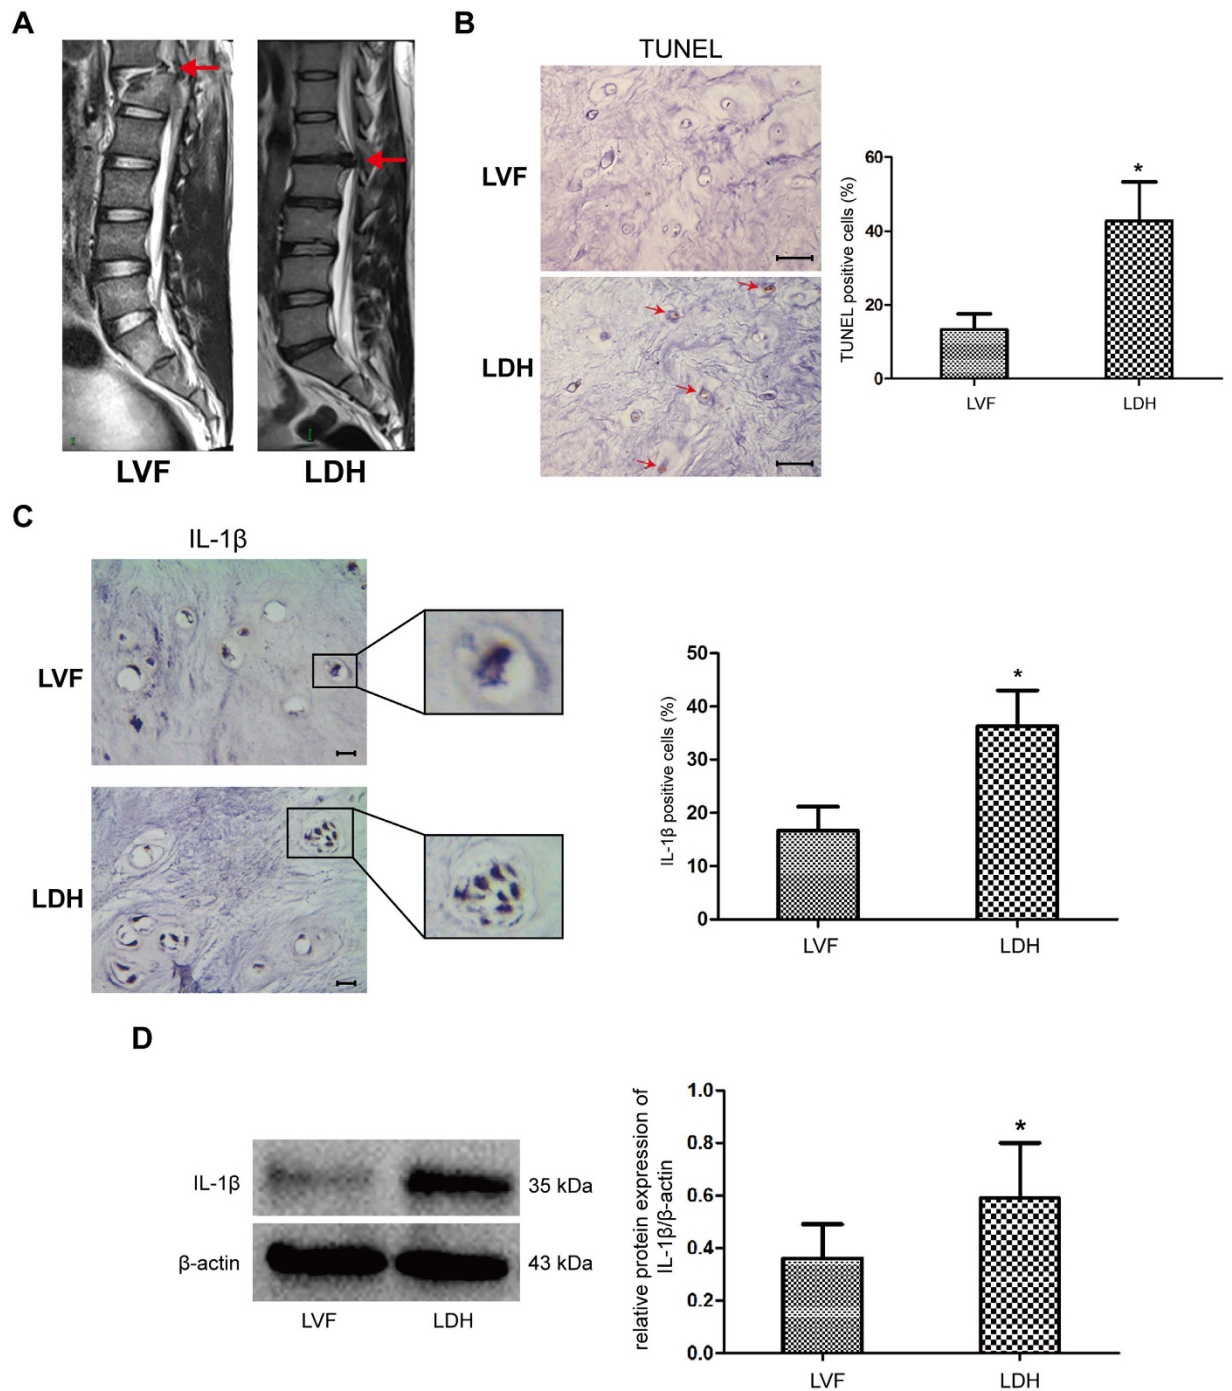 A
LVF
LDH
B
TUNEL
LVF
LDH
TUNEL positive cells (%)
60
40
20
0
*
LVF
LDH
C
IL-1β
LVF
LDH
IL-1β positive cells (%)
50
40
30
20
10
0
*
LVF
LDH
D
IL-1β
35 kDa
β-actin
43 kDa
LVF
LDH
relative protein expression of
IL-1β/β-actin
1.0
0.8
0.6
0.4
0.2
0.0
*
LVF
LDH